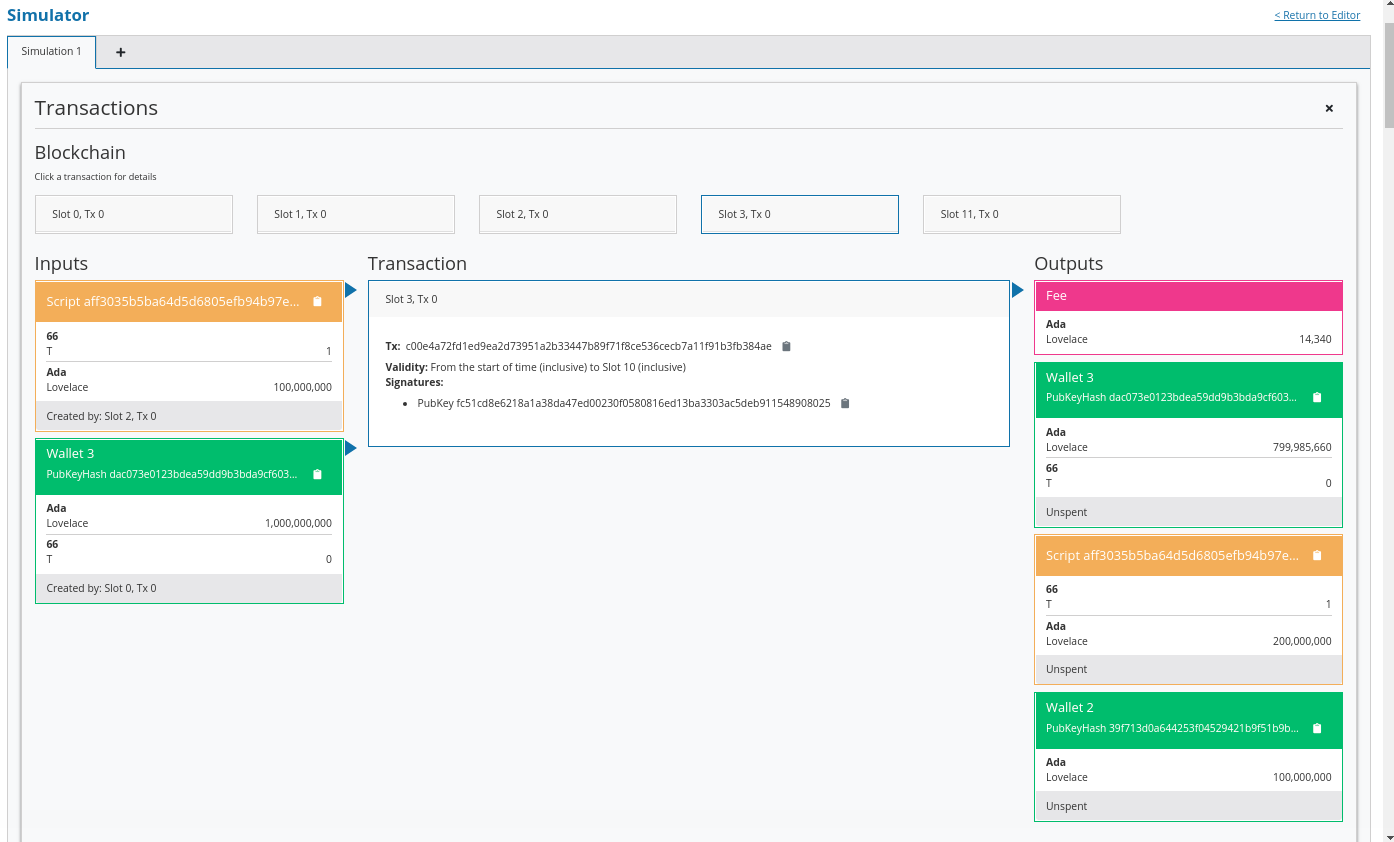 Simulator
< Return to Editor
Simulation 1
+
Transactions
Blockchain
Click a transaction for details
Slot 0, Tx 0
Slot 1, Tx 0
Slot 2, Tx 0
Slot 3, Tx 0
Slot 11, Tx 0
Inputs
Script aff3035b5ba64d5d6805efb94b97e...
66
T 1
Ada
Lovelace 100,000,000
Created by: Slot 2, Tx 0
Wallet 3
PubKeyHash dac073e0123bdea59dd9b3bda9cf603...
Ada
Lovelace 1,000,000,000
66
T 0
Created by: Slot 0, Tx 0
Transaction
Slot 3, Tx 0
Tx: c00e4a72fd1ed9ea2d73951a2b33447b89f71f8ce536cecb7a11f91b3fb384ae
Validity: From the start of time (inclusive) to Slot 10 (inclusive)
Signatures:
PubKey fc51cd8e6218a1a38da47ed00230f0580816ed13ba3303ac5deb911548908025
Outputs
Fee
Ada
Lovelace 14,340
Wallet 3
PubKeyHash dac073e0123bdea59dd9b3bda9cf603...
Ada
Lovelace 799,985,660
66
T 0
Unspent
Script aff3035b5ba64d5d6805efb94b97e...
66
T 1
Ada
Lovelace 200,000,000
Unspent
Wallet 2
PubKeyHash 39f713d0a644253f04529421b9f51b9b...
Ada
Lovelace 100,000,000
Unspent